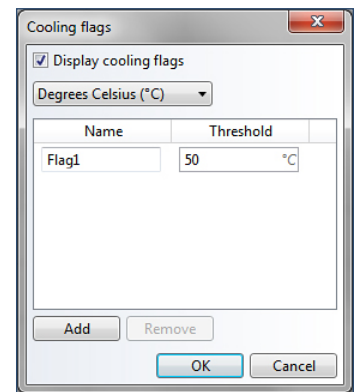 Cooling flags
Display cooling flags
Degrees Celsius (°C)
Name Threshold
Flag1 50 °C
Add Remove
OK Cancel